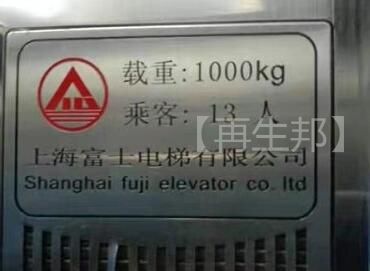 载重:1000kg
乘客: 13 人
【再生邦】
上海富士电梯有限公司
Shanghai fuji elevator co. ltd